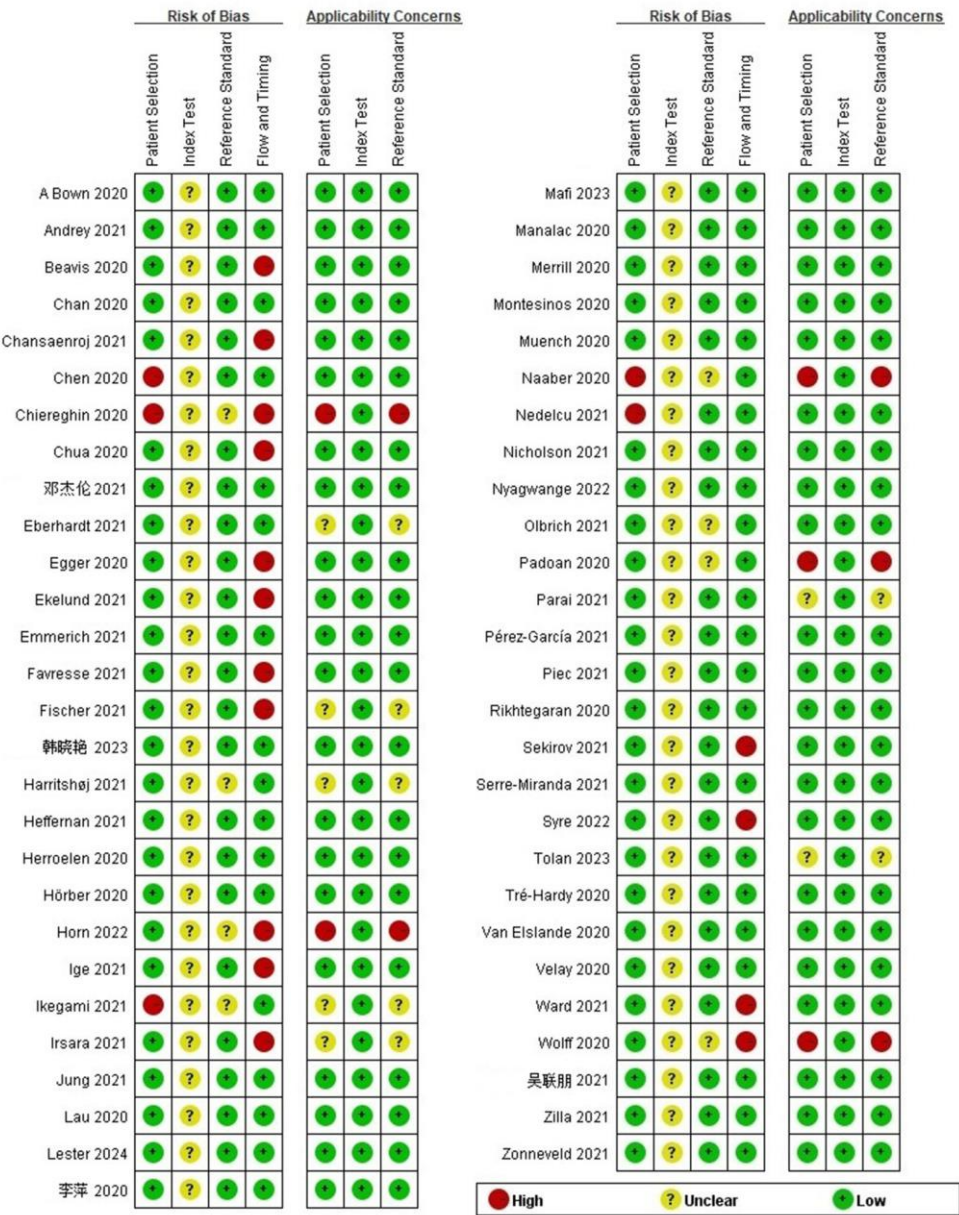 Risk of Bias
Applicability Concerns
Patient Selection
Index Test
Reference Standard
Flow and Timing
Patient Selection
Index Test
Reference Standard
A Bown 2020
Andrey 2021
Beavis 2020
Chan 2020
Chansaenroj 2021
Chen 2020
Chiereghin 2020
Chua 2020
邓杰伦 2021
Eberhardt 2021
Egger 2020
Ekelund 2021
Emmerich 2021
Favresse 2021
Fischer 2021
韩晓艳 2023
Harritshøj 2021
Heffernan 2021
Herroelen 2020
Hörber 2020
Horn 2022
Ige 2021
Ikegami 2021
Irsara 2021
Jung 2021
Lau 2020
Lester 2024
李萍 2020
Risk of Bias
Applicability Concerns
Patient Selection
Index Test
Reference Standard
Flow and Timing
Patient Selection
Index Test
Reference Standard
Mafi 2023
Manalac 2020
Merrill 2020
Montesinos 2020
Muench 2020
Naaber 2020
Nedelcu 2021
Nicholson 2021
Nyagwange 2022
Olbrich 2021
Padoan 2020
Parai 2021
Pérez-García 2021
Piec 2021
Rikhtegaran 2020
Sekirov 2021
Serre-Miranda 2021
Syre 2022
Tolan 2023
Tré-Hardy 2020
Van Elslande 2020
Velay 2020
Ward 2021
Wolff 2020
吴联朋 2021
Zilla 2021
Zonneveld 2021
High
? Unclear
+ Low